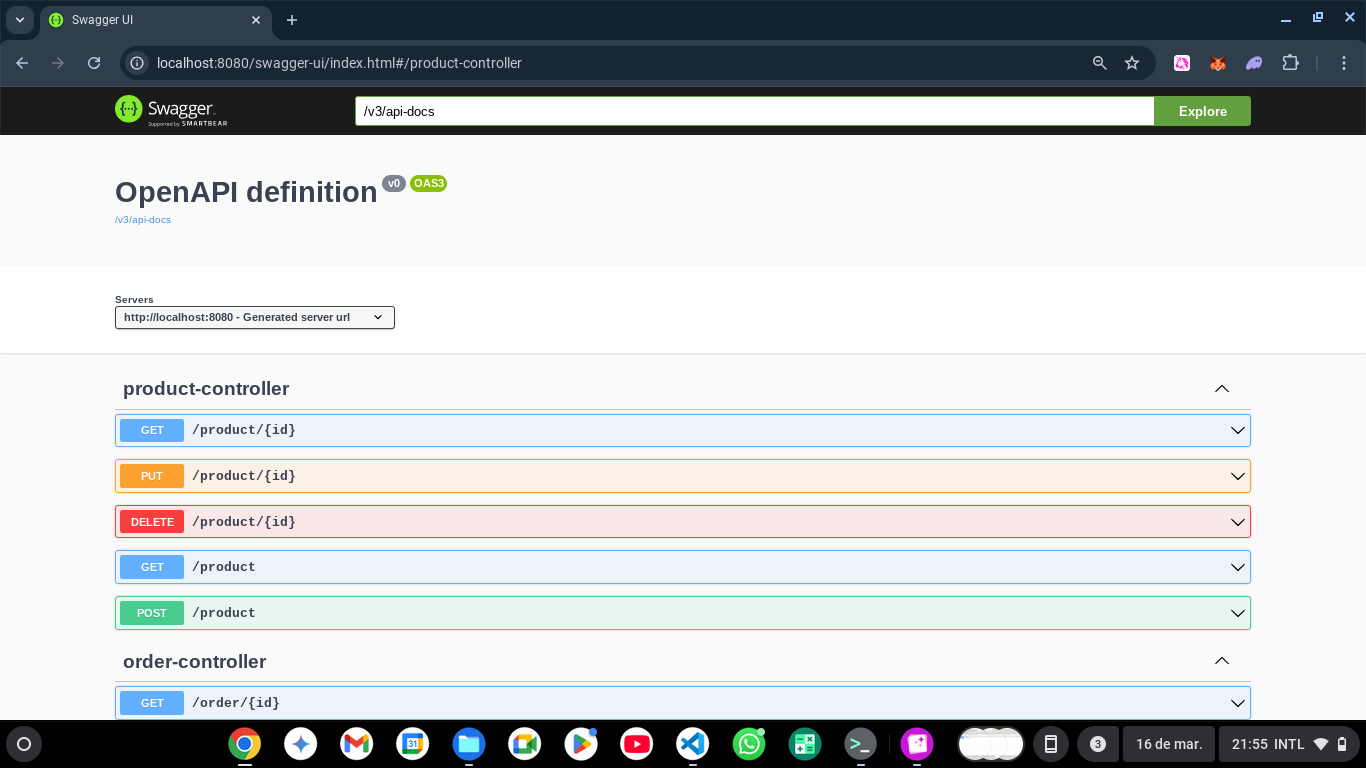 Swagger UI
localhost:8080/swagger-ui/index.html#/product-controller
Swagger
Supported by SMARTBEAR
/v3/api-docs
Explore
OpenAPI definition v0 OAS3
/v3/api-docs
Servers
http://localhost:8080 - Generated server url
product-controller
GET /product/{id}
PUT /product/{id}
DELETE /product/{id}
GET /product
POST /product
order-controller
GET /order/{id}
31
3
16 de mar.
21:55 INTL